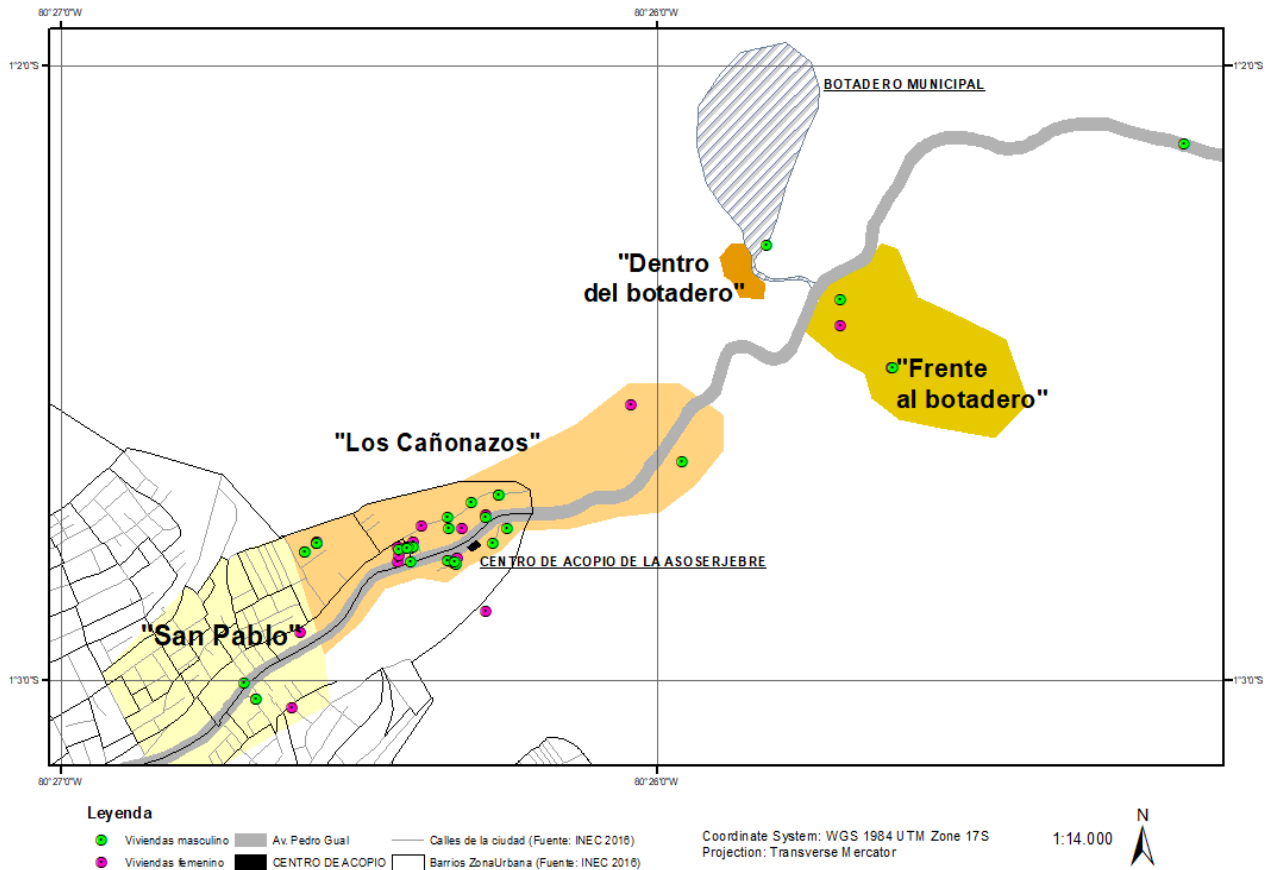 80°27'0"W
80°26'0"W
1°2'0"S
1°2'0"S
BOTADERO MUNICIPAL
"Dentro
del botadero"
"Frente
al botadero"
"Los Cañonazos"
CENTRO DE ACOPIO DE LA ASOSERJEBRE
"San Pablo"
1°3'0"S
1°3'0"S
80°27'0"W
80°26'0"W
Leyenda
Viviendas masculino
Av. Pedro Gual
Calles de la ciudad (Fuente: INEC 2016)
Viviendas femenino
CENTRO DE ACOPIO
Barrios ZonaUrbana (Fuente: INEC 2016)
Coordinate System: WGS 1984 UTM Zone 17S
Projection: Transverse Mercator
1:14.000
N